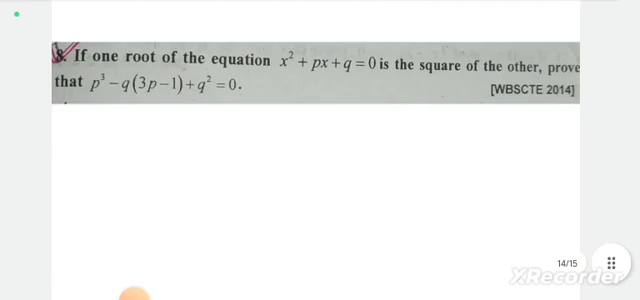 8. If one root of the equation x² + px + q = 0 is the square of the other, prove
that p³ − q(3p − 1) + q² = 0.
[WBSCTE 2014]
14/15
XRecorder